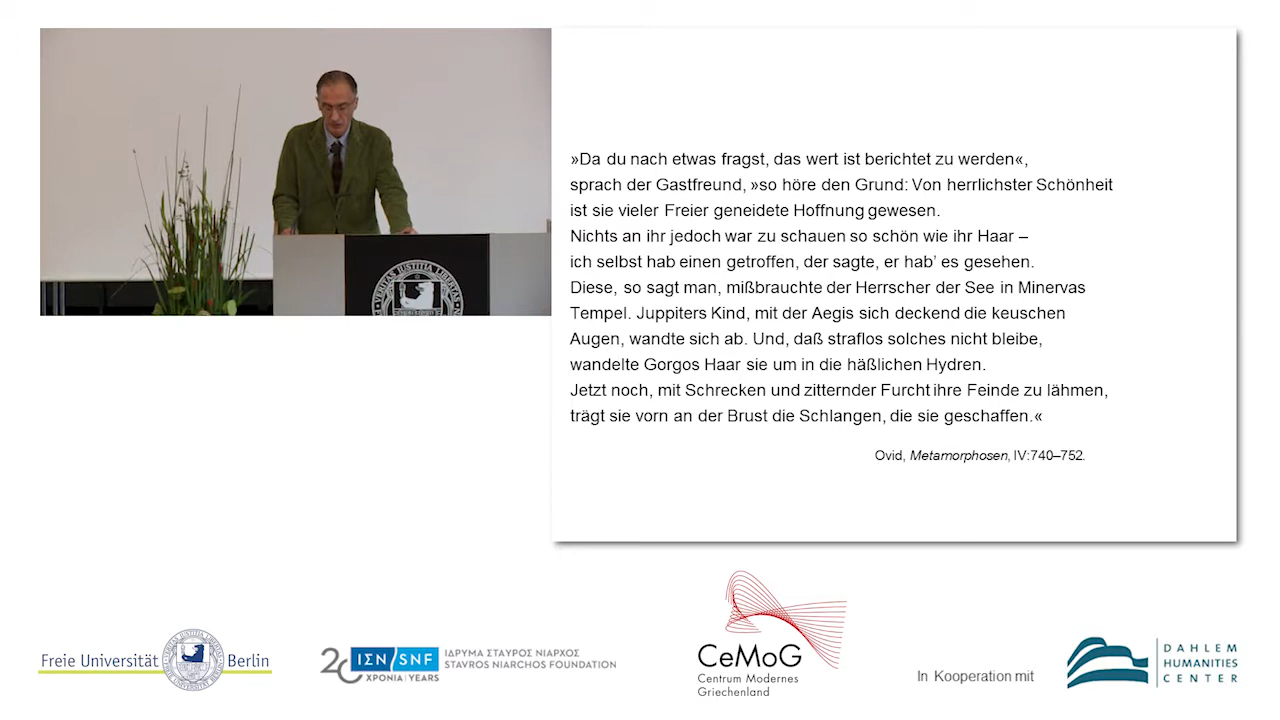 »Da du nach etwas fragst, das wert ist berichtet zu werden«,
sprach der Gastfreund, »so höre den Grund: Von herrlichster Schönheit
ist sie vieler Freier geneidete Hoffnung gewesen.
Nichts an ihr jedoch war zu schauen so schön wie ihr Haar –
ich selbst hab einen getroffen, der sagte, er hab’ es gesehen.
Diese, so sagt man, mißbrauchte der Herrscher der See in Minervas
Tempel. Juppiters Kind, mit der Aegis sich deckend die keuschen
Augen, wandte sich ab. Und, daß straflos solches nicht bleibe,
wandelte Gorgos Haar sie um in die häßlichen Hydren.
Jetzt noch, mit Schrecken und zitternder Furcht ihre Feinde zu lähmen,
trägt sie vorn an der Brust die Schlangen, die sie geschaffen.«
Ovid, Metamorphosen, IV:740–752.
VERITAS IUSTITIA LIBERTAS
Freie Universität Berlin
20 ΙΣΝ/SNF
ΧΡΟΝΙΑ YEARS
ΙΔΡΥΜΑ ΣΤΑΥΡΟΣ ΝΙΑΡΧΟΣ
STAVROS NIARCHOS FOUNDATION
CeMoG
Centrum Modernes
Griechenland
In Kooperation mit
DAHLEM
HUMANITIES
CENTER